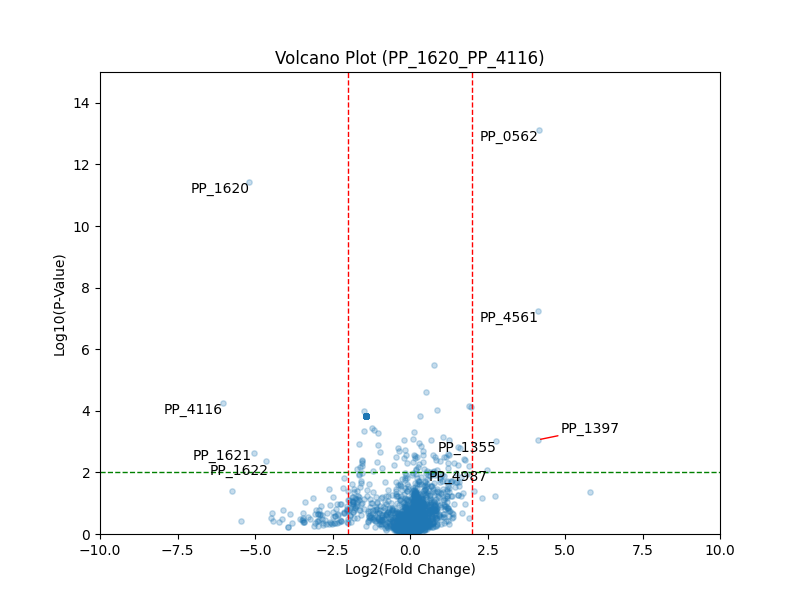 Volcano Plot (PP_1620_PP_4116)
14
PP_0562
12
PP_1620
10
8
PP_4561
6
4
PP_4116
PP_1397
PP_1355
PP_1621
PP_1622
2
PP_4987
0
Log10(P-Value)
−10.0
−7.5
−5.0
−2.5
0.0
2.5
5.0
7.5
10.0
Log2(Fold Change)